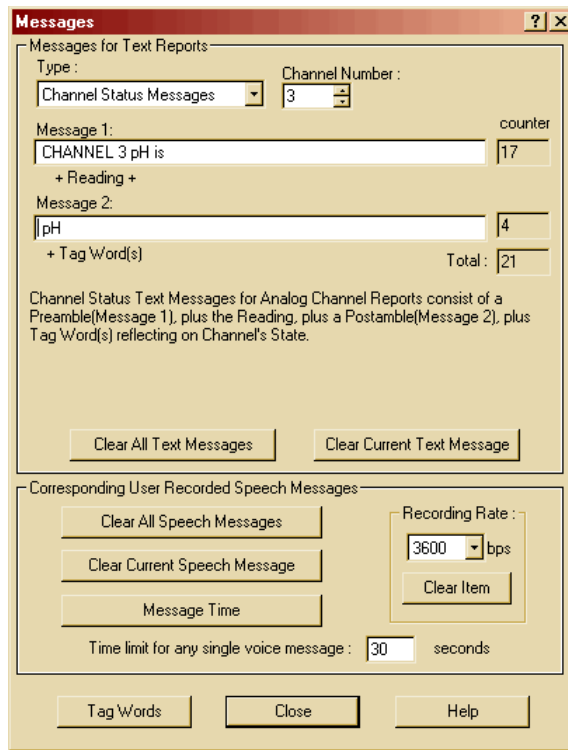 Messages
Messages for Text Reports
Type :
Channel Number :
Channel Status Messages
3
Message 1:
counter
CHANNEL 3 pH is
17
+ Reading +
Message 2:
pH
4
+ Tag Word(s)
Total : 21
Channel Status Text Messages for Analog Channel Reports consist of a
Preamble(Message 1), plus the Reading, plus a Postamble(Message 2), plus
Tag Word(s) reflecting on Channel's State.
Clear All Text Messages
Clear Current Text Message
Corresponding User Recorded Speech Messages
Clear All Speech Messages
Recording Rate :
3600 bps
Clear Current Speech Message
Clear Item
Message Time
Time limit for any single voice message : 30 seconds
Tag Words
Close
Help